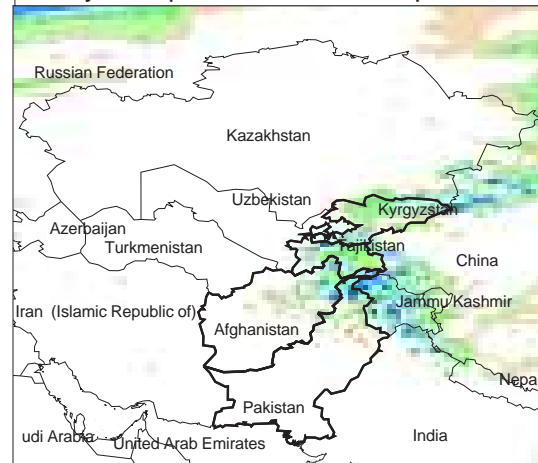 Russian Federation
Kazakhstan
Uzbekistan
Kyrgyzstan
Azerbaijan
Turkmenistan
Tajikistan
China
Iran (Islamic Republic of)
Jammu Kashmir
Afghanistan
Nepa
Pakistan
udi Arabia
United Arab Emirates
India